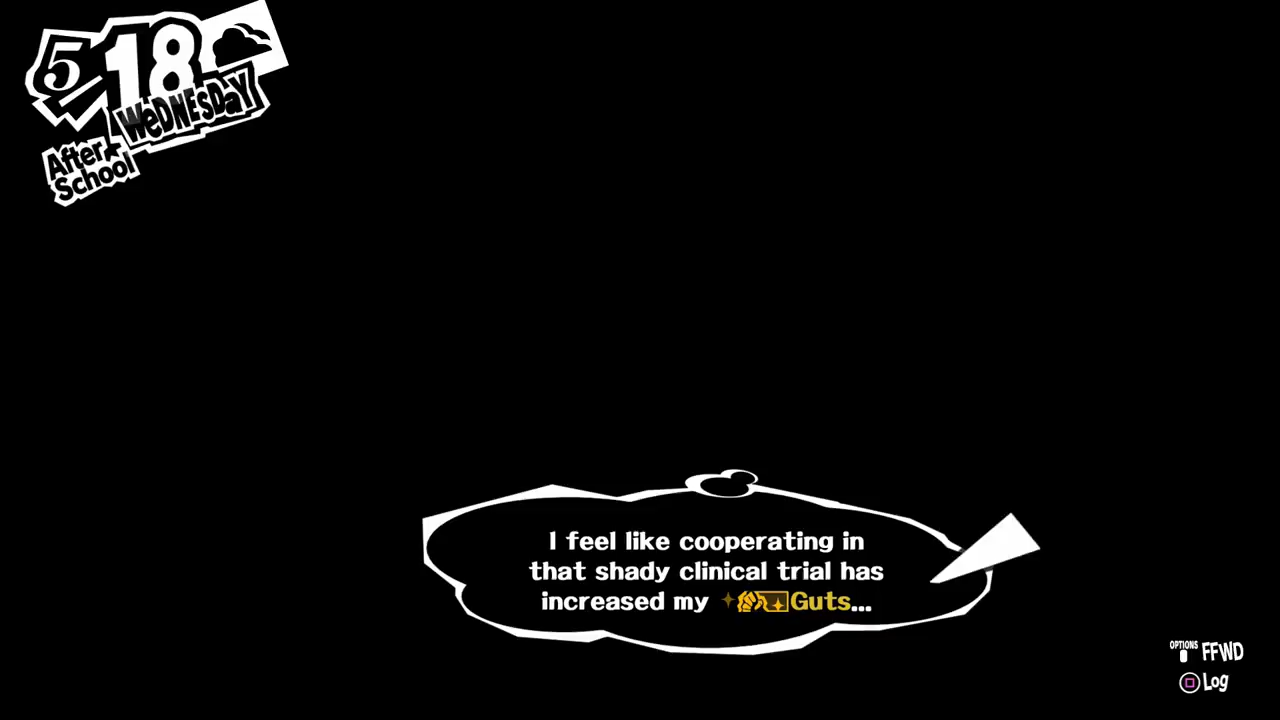 5/18
WeDNESDaY
After
School
I feel like cooperating in
that shady clinical trial has
increased my Guts...
OPTIONS FFWD
Log